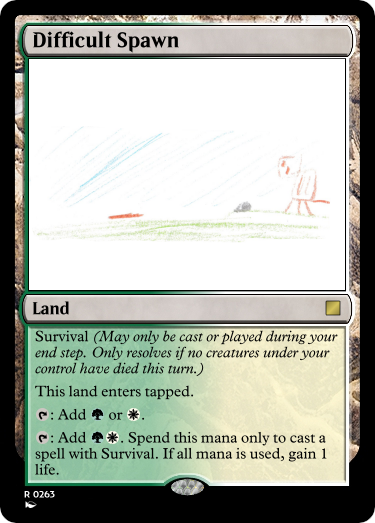 Difficult Spawn
Land
Survival (May only be cast or played during your
end step. Only resolves if no creatures under your
control have died this turn.)
This land enters tapped.
: Add or .
: Add . Spend this mana only to cast a
spell with Survival. If all mana is used, gain 1
life.
R 0263